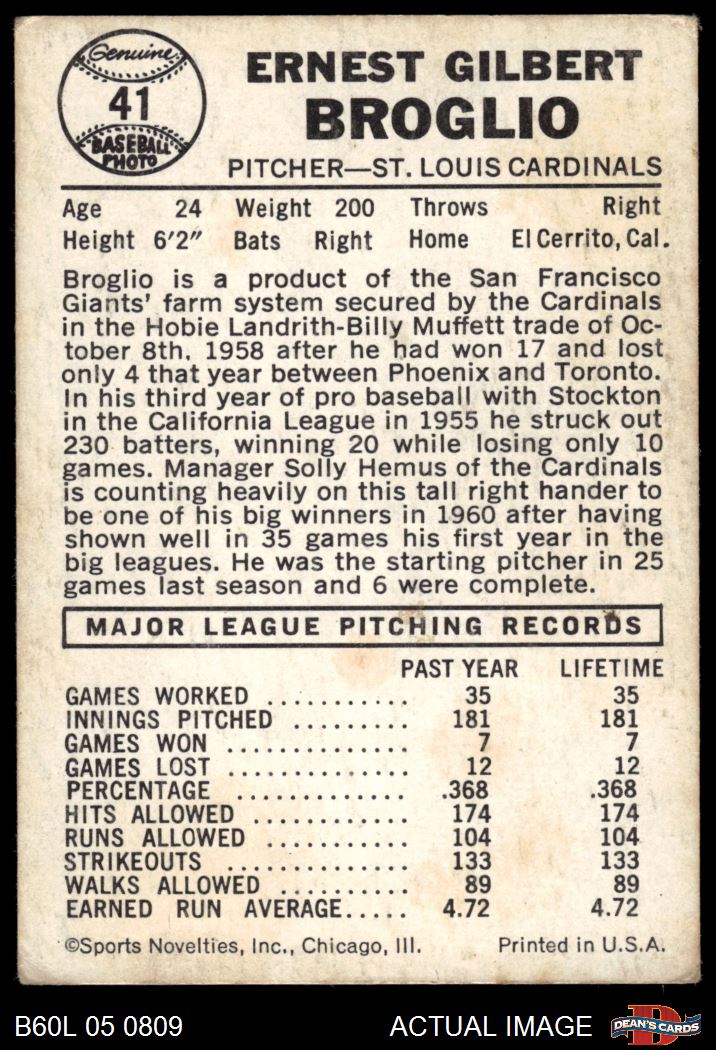 Genuine
41
BASEBALL
PHOTO
ERNEST GILBERT
BROGLIO
PITCHER—ST. LOUIS CARDINALS
Age 24 Weight 200 Throws Right
Height 6'2" Bats Right Home El Cerrito, Cal.
Broglio is a product of the San Francisco
Giants' farm system secured by the Cardinals
in the Hobie Landrith-Billy Muffett trade of Oc-
tober 8th, 1958 after he had won 17 and lost
only 4 that year between Phoenix and Toronto.
In his third year of pro baseball with Stockton
in the California League in 1955 he struck out
230 batters, winning 20 while losing only 10
games. Manager Solly Hemus of the Cardinals
is counting heavily on this tall right hander to
be one of his big winners in 1960 after having
shown well in 35 games his first year in the
big leagues. He was the starting pitcher in 25
games last season and 6 were complete.
MAJOR LEAGUE PITCHING RECORDS
PAST YEAR LIFETIME
GAMES WORKED ........... 35 35
INNINGS PITCHED ......... 181 181
GAMES WON .............. 7 7
GAMES LOST .............. 12 12
PERCENTAGE ............. .368 .368
HITS ALLOWED ............ 174 174
RUNS ALLOWED ........... 104 104
STRIKEOUTS .............. 133 133
WALKS ALLOWED .......... 89 89
EARNED RUN AVERAGE..... 4.72 4.72
©Sports Novelties, Inc., Chicago, Ill. Printed in U.S.A.
B60L 05 0809 ACTUAL IMAGE D DEAN'S CARDS